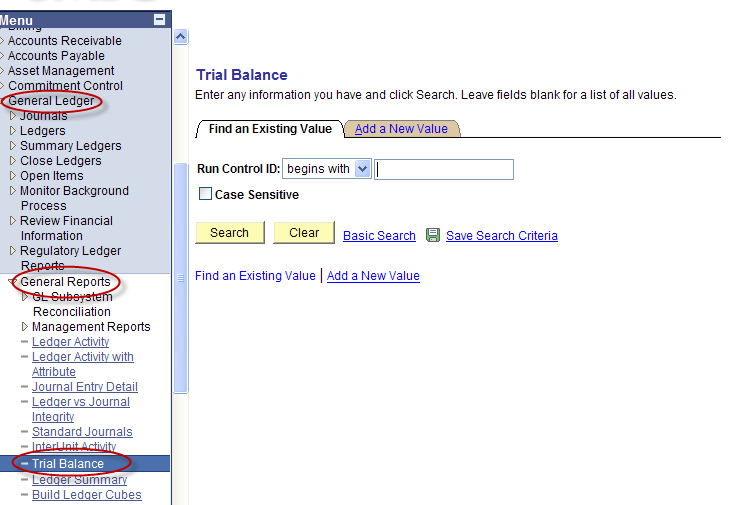 Menu
Billing
Accounts Receivable
Accounts Payable
Asset Management
Commitment Control
General Ledger
Journals
Ledgers
Summary Ledgers
Close Ledgers
Open Items
Monitor Background
Process
Review Financial
Information
Regulatory Ledger
Reports
General Reports
GL Subsystem
Reconciliation
Management Reports
Ledger Activity
Ledger Activity with
Attribute
Journal Entry Detail
Ledger vs Journal
Integrity
Standard Journals
InterUnit Activity
Trial Balance
Ledger Summary
Build Ledger Cubes
Trial Balance
Enter any information you have and click Search. Leave fields blank for a list of all values.
Find an Existing Value Add a New Value
Run Control ID: begins with
Case Sensitive
Search Clear Basic Search Save Search Criteria
Find an Existing Value | Add a New Value